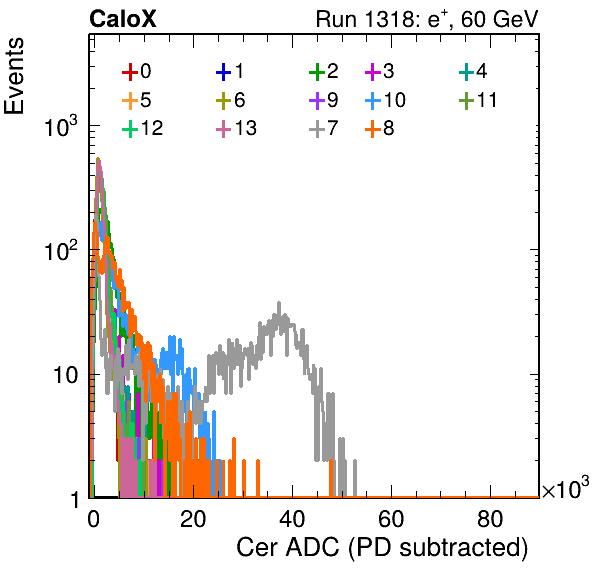 CaloX Run 1318: e⁺, 60 GeV
Events
0 1 2 3 4
5 6 9 10 11
12 13 7 8
10³
10²
10
1
0 20 40 60 80 ×10³
Cer ADC (PD subtracted)